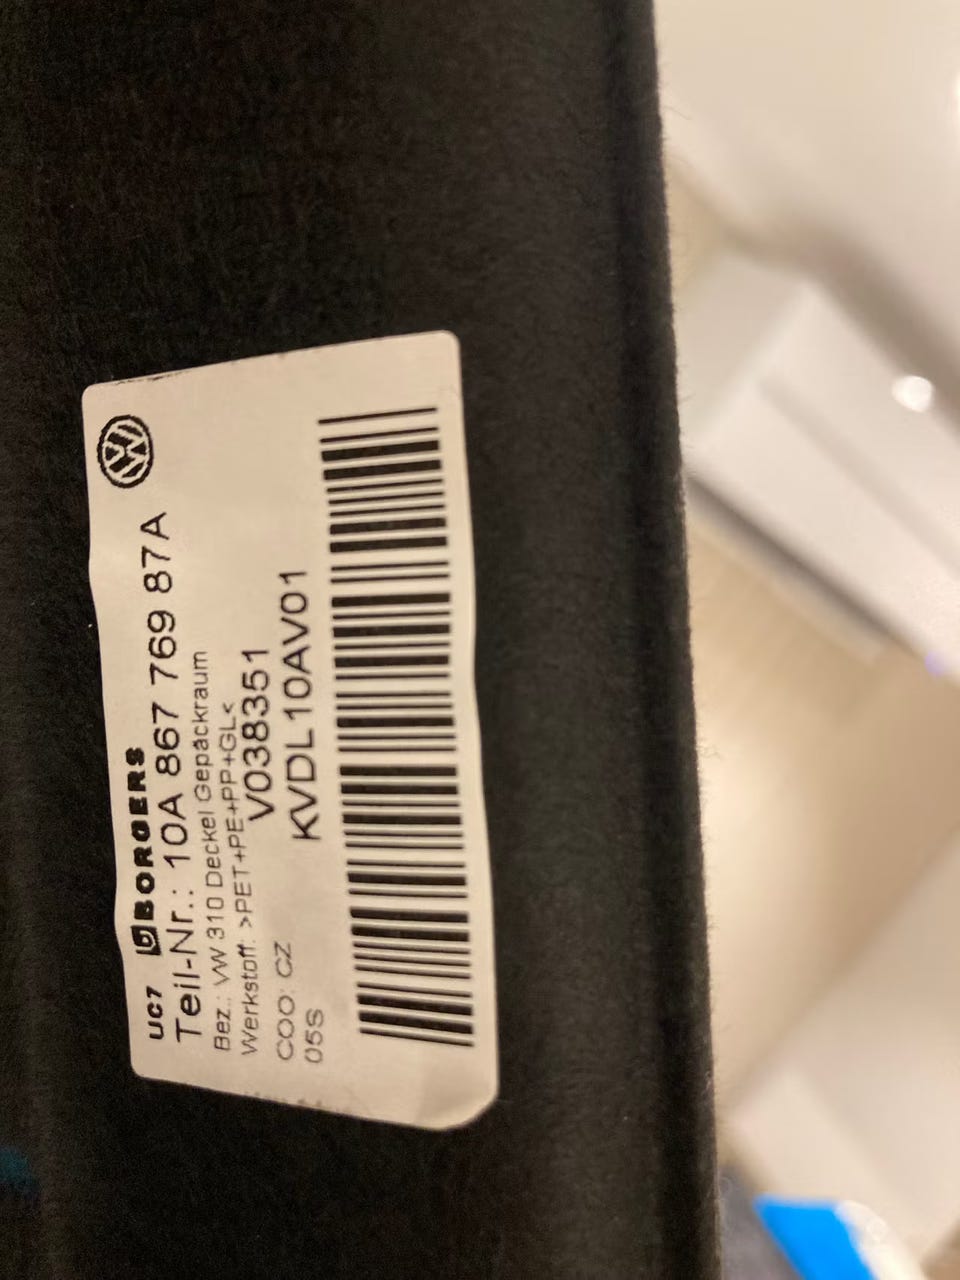 UC7 BORGERS
Teil-Nr.: 10A 867 769 87A
Bez.: VW 310 Deckel Gepäckraum
Werkstoff: >PET+PE+PP+GL<
V038351
COO: CZ
KVDL10AV01
05S